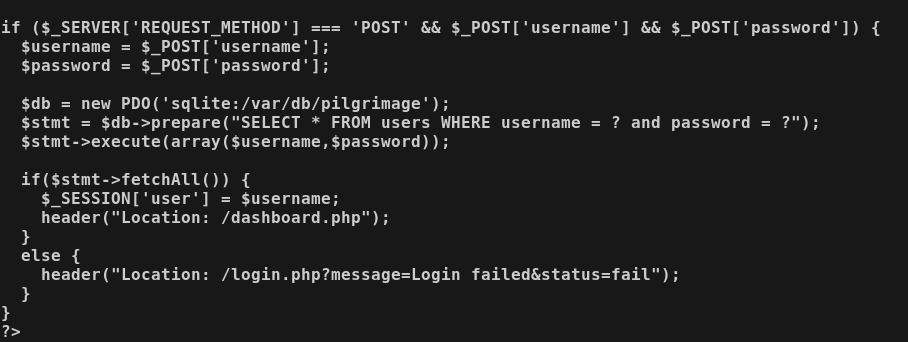 if ($_SERVER['REQUEST_METHOD'] === 'POST' && $_POST['username'] && $_POST['password']) {
  $username = $_POST['username'];
  $password = $_POST['password'];

  $db = new PDO('sqlite:/var/db/pilgrimage');
  $stmt = $db->prepare("SELECT * FROM users WHERE username = ? and password = ?");
  $stmt->execute(array($username,$password));

  if($stmt->fetchAll()) {
    $_SESSION['user'] = $username;
    header("Location: /dashboard.php");
  }
  else {
    header("Location: /login.php?message=Login failed&status=fail");
  }
}
?>